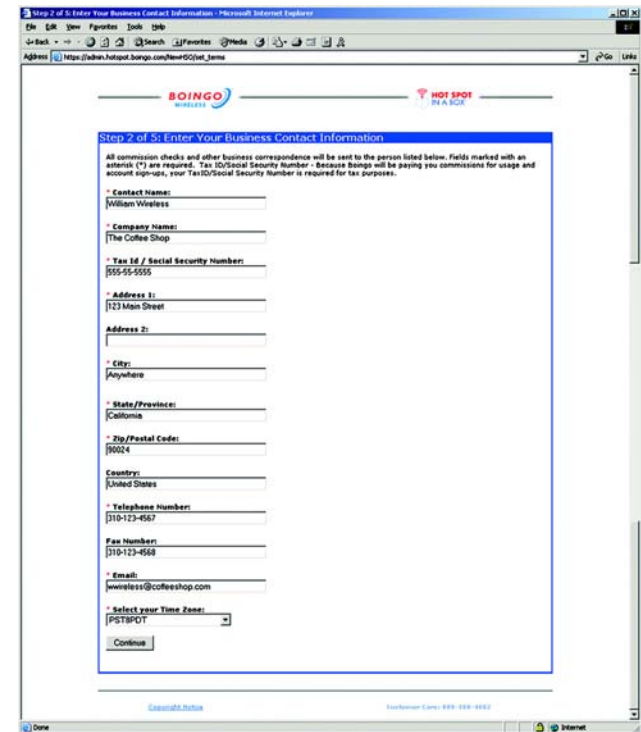 Step 2 of 5: Enter Your Business Contact Information - Microsoft Internet Explorer
File Edit View Favorites Tools Help
Back Search Favorites Media
Address https://admin.hotspot.boingo.com/NewHSO/set_terms Go Links
BOINGO WIRELESS
HOT SPOT IN A BOX
Step 2 of 5: Enter Your Business Contact Information
All commission checks and other business correspondence will be sent to the person listed below. Fields marked with an
asterisk (*) are required. Tax ID/Social Security Number - Because Boingo will be paying you commissions for usage and
account sign-ups, your TaxID/Social Security Number is required for tax purposes.
* Contact Name:
William Wireless
* Company Name:
The Coffee Shop
* Tax Id / Social Security Number:
555-55-5555
* Address 1:
123 Main Street
Address 2:
* City:
Anywhere
* State/Province:
California
* Zip/Postal Code:
90024
Country:
United States
* Telephone Number:
310-123-4567
Fax Number:
310-123-4568
* Email:
wwireless@coffeeshop.com
* Select your Time Zone:
PST8PDT
Continue
Copyright Notice
Customer Care:
Done Internet